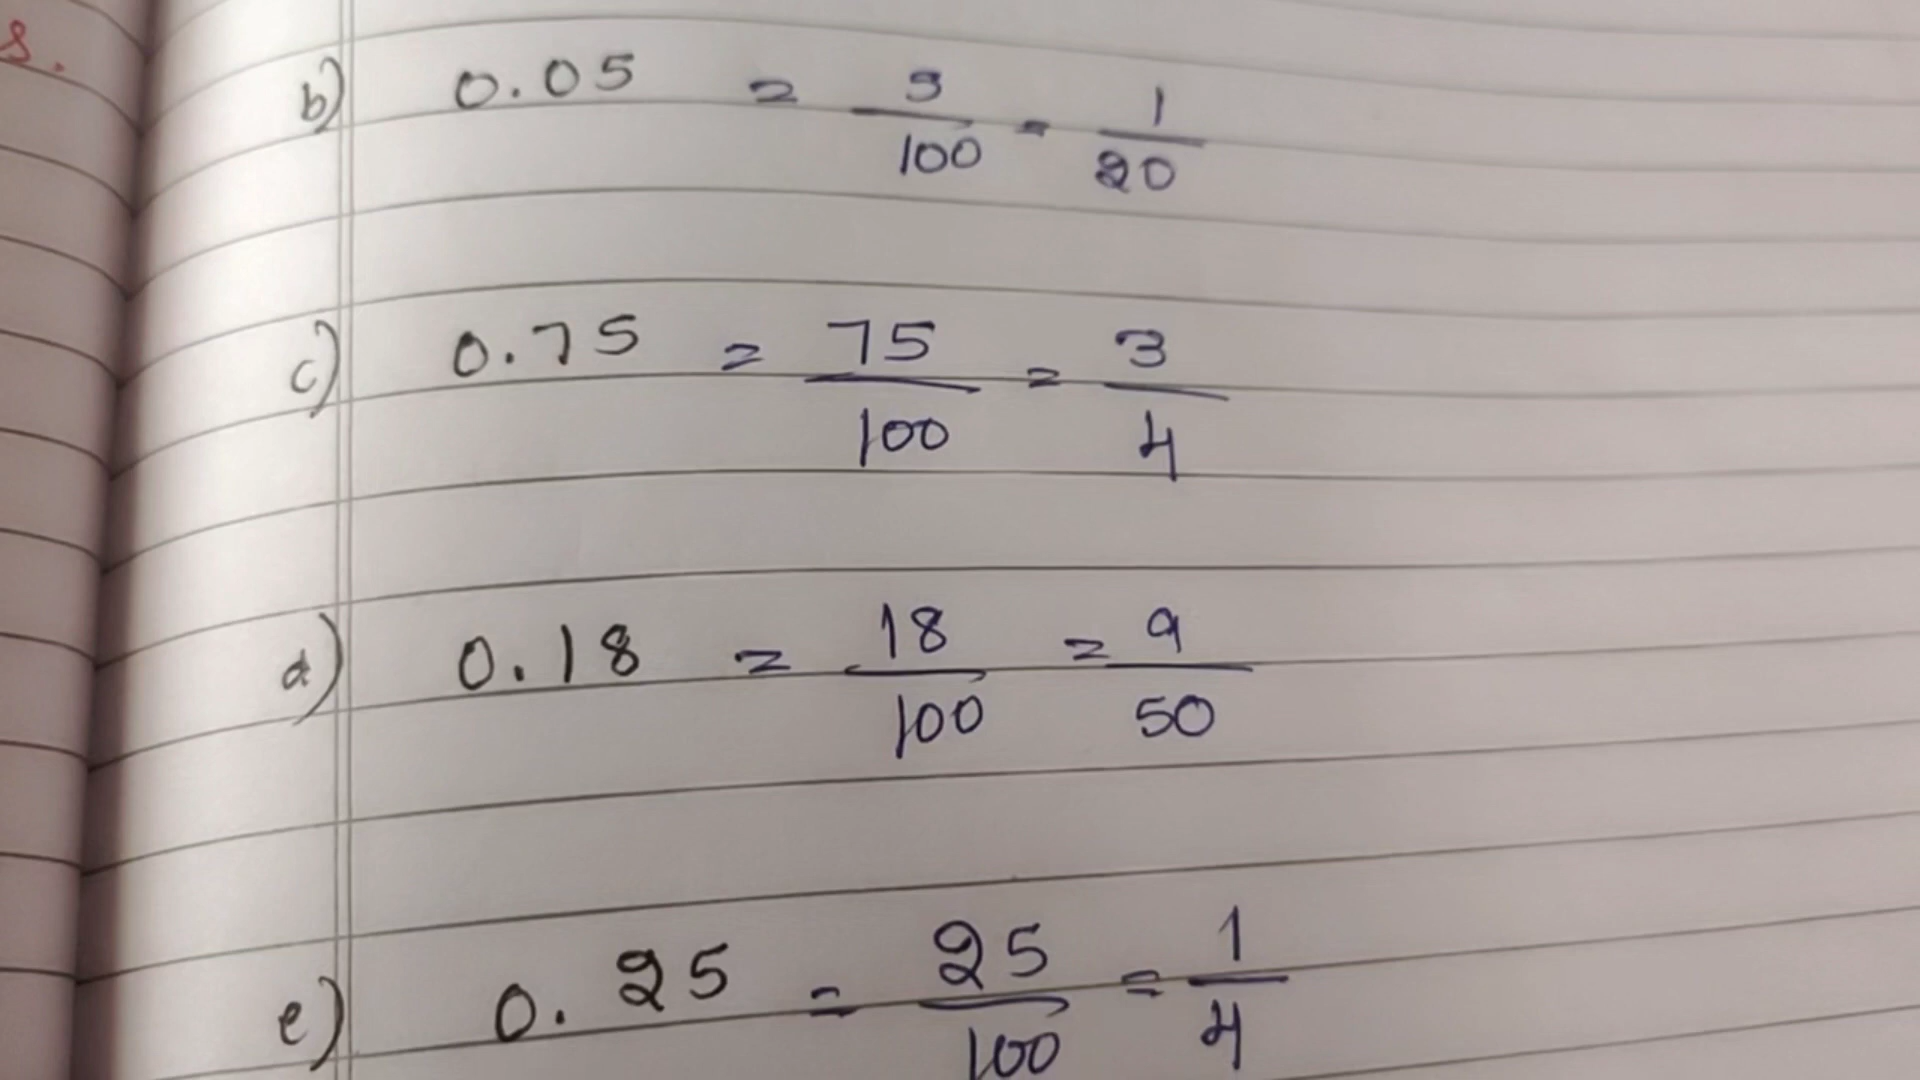 8.
b) 0.05 = 5/100 = 1/20
c) 0.75 = 75/100 = 3/4
d) 0.18 = 18/100 = 9/50
e) 0.25 = 25/100 = 1/4